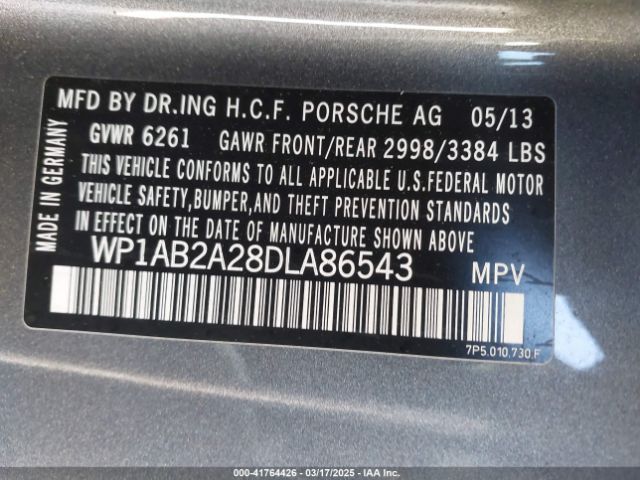 MFD BY DR.ING H.C.F. PORSCHE AG 05/13
GVWR 6261 GAWR FRONT/REAR 2998/3384 LBS
THIS VEHICLE CONFORMS TO ALL APPLICABLE U.S.FEDERAL MOTOR
VEHICLE SAFETY,BUMPER,AND THEFT PREVENTION STANDARDS
IN EFFECT ON THE DATE OF MANUFACTURE SHOWN ABOVE
WP1AB2A28DLA86543 MPV
7P5.010.730.F
MADE IN GERMANY
000-41764426 - 03/17/2025 - IAA Inc.